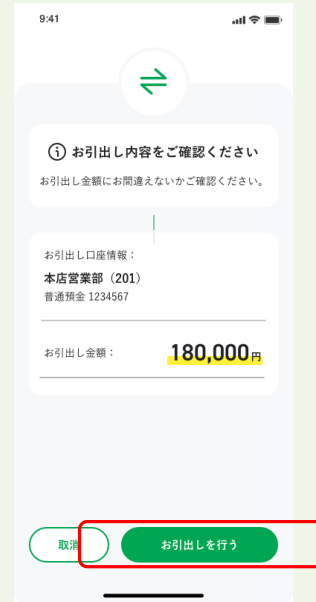 9:41
お引出し内容をご確認ください
お引出し金額にお間違えないかご確認ください。
お引出し口座情報：
本店営業部（201）
普通預金 1234567
お引出し金額： 180,000円
取消 お引出しを行う